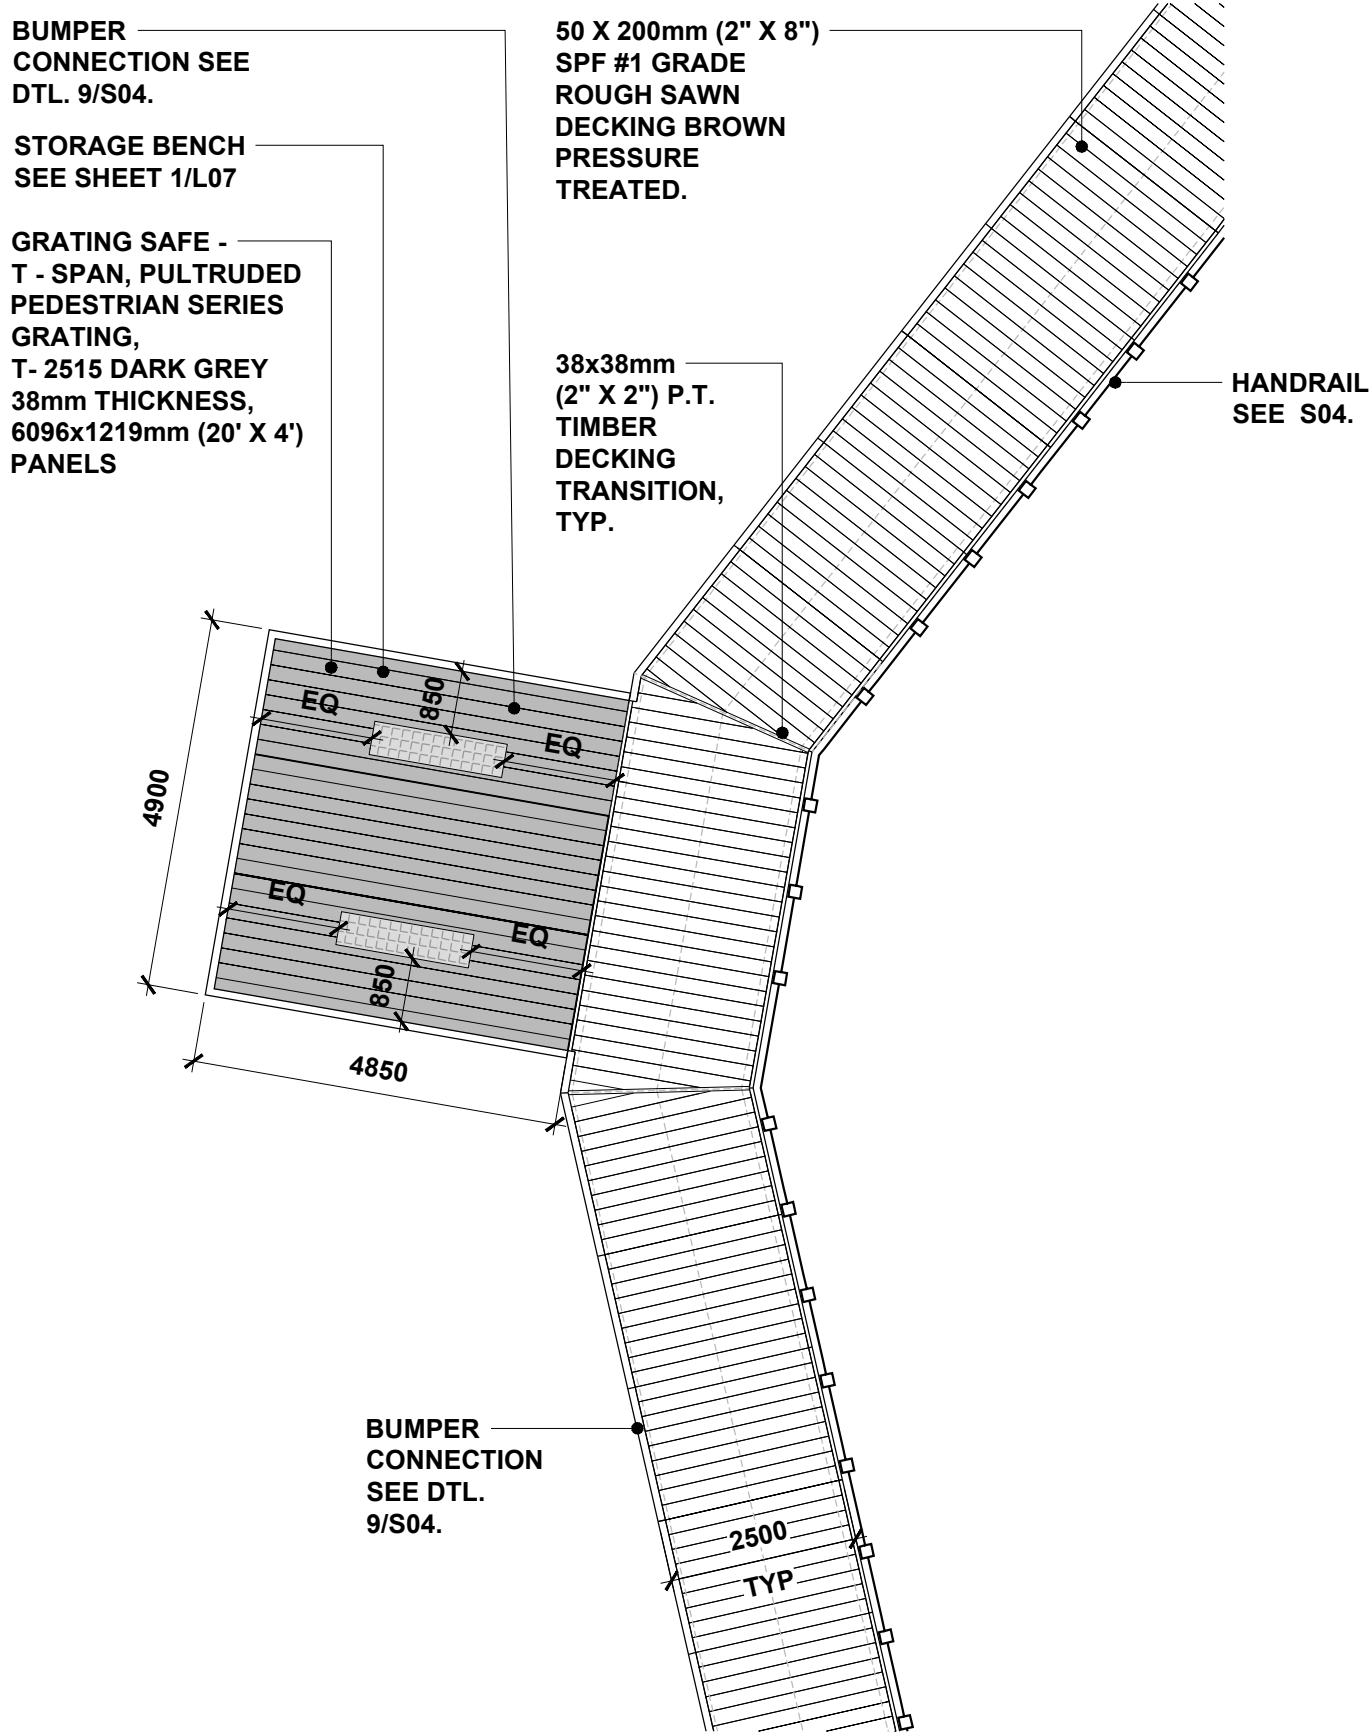 BUMPER
CONNECTION SEE
DTL. 9/S04.
STORAGE BENCH
SEE SHEET 1/L07
GRATING SAFE -
T - SPAN, PULTRUDED
PEDESTRIAN SERIES
GRATING,
T- 2515 DARK GREY
38mm THICKNESS,
6096x1219mm (20' X 4')
PANELS
50 X 200mm (2" X 8")
SPF #1 GRADE
ROUGH SAWN
DECKING BROWN
PRESSURE
TREATED.
38x38mm
(2" X 2") P.T.
TIMBER
DECKING
TRANSITION,
TYP.
HANDRAIL
SEE S04.
EQ
850
EQ
4900
EQ
EQ
850
4850
BUMPER
CONNECTION
SEE DTL.
9/S04.
2500
TYP